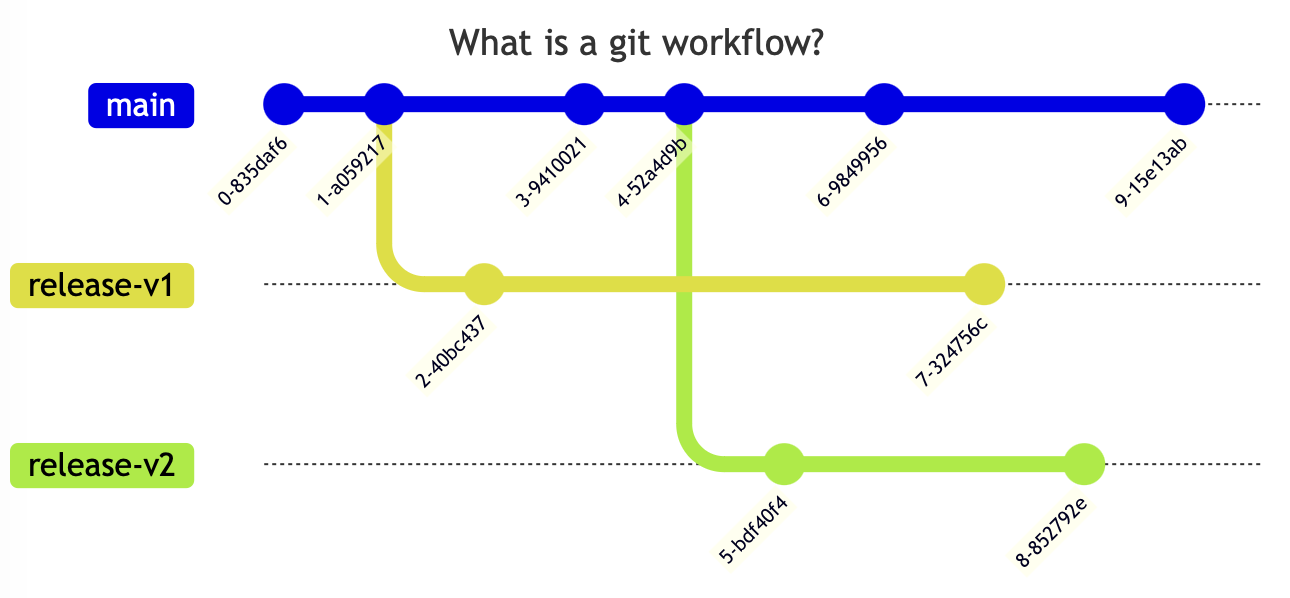 What is a git workflow?
main
0-835daf6
1-a059217
3-9410021
4-52a4d9b
6-9849956
9-15e13ab
release-v1
2-40bc437
7-324756c
release-v2
5-bdf40f4
8-852792e